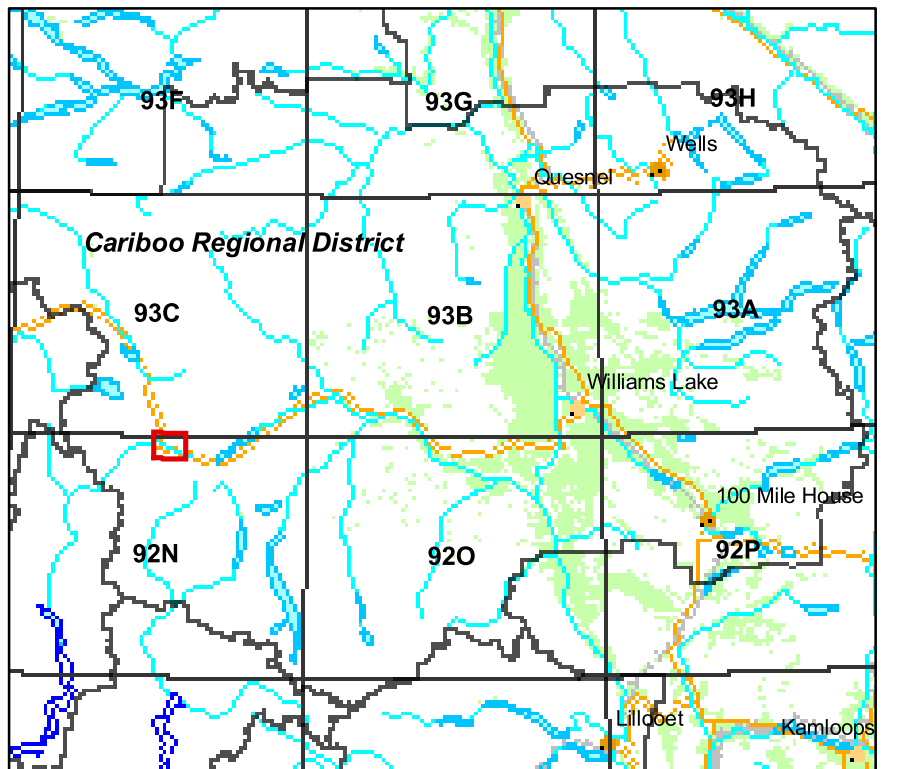 93F
93G
93H
Wells
Quesnel
Cariboo Regional District
93C
93B
93A
Williams Lake
100 Mile House
92N
92O
92P
Lillooet
Kamloops